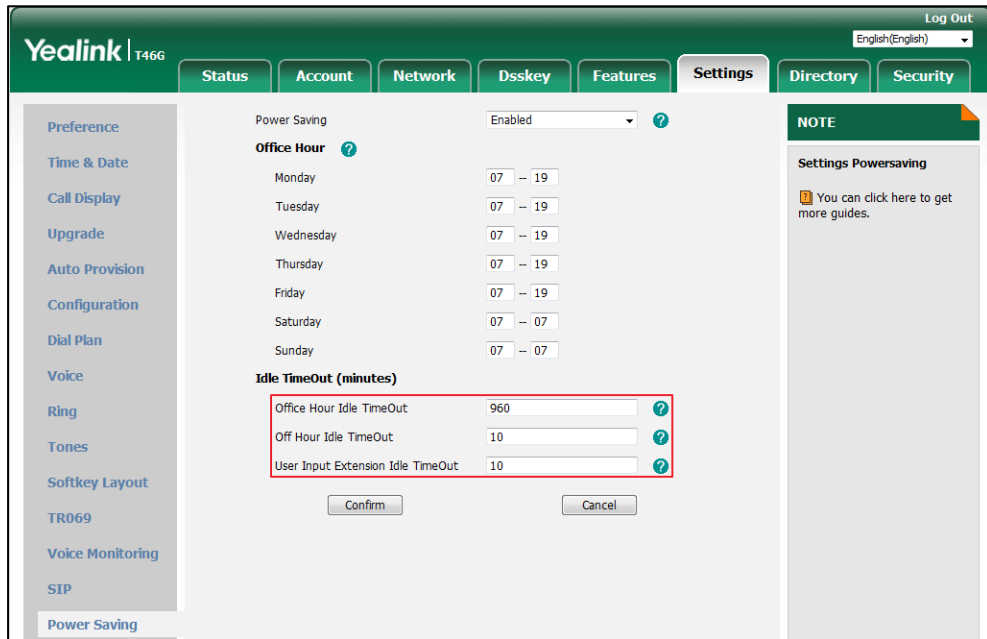 Log Out
Yealink | T46G
English(English)
Status Account Network Dsskey Features Settings Directory Security
Preference
Time & Date
Call Display
Upgrade
Auto Provision
Configuration
Dial Plan
Voice
Ring
Tones
Softkey Layout
TR069
Voice Monitoring
SIP
Power Saving
Power Saving Enabled ?
Office Hour ?
Monday 07 -- 19
Tuesday 07 -- 19
Wednesday 07 -- 19
Thursday 07 -- 19
Friday 07 -- 19
Saturday 07 -- 07
Sunday 07 -- 07
Idle TimeOut (minutes)
Office Hour Idle TimeOut 960 ?
Off Hour Idle TimeOut 10 ?
User Input Extension Idle TimeOut 10 ?
Confirm Cancel
NOTE
Settings Powersaving
? You can click here to get
more guides.